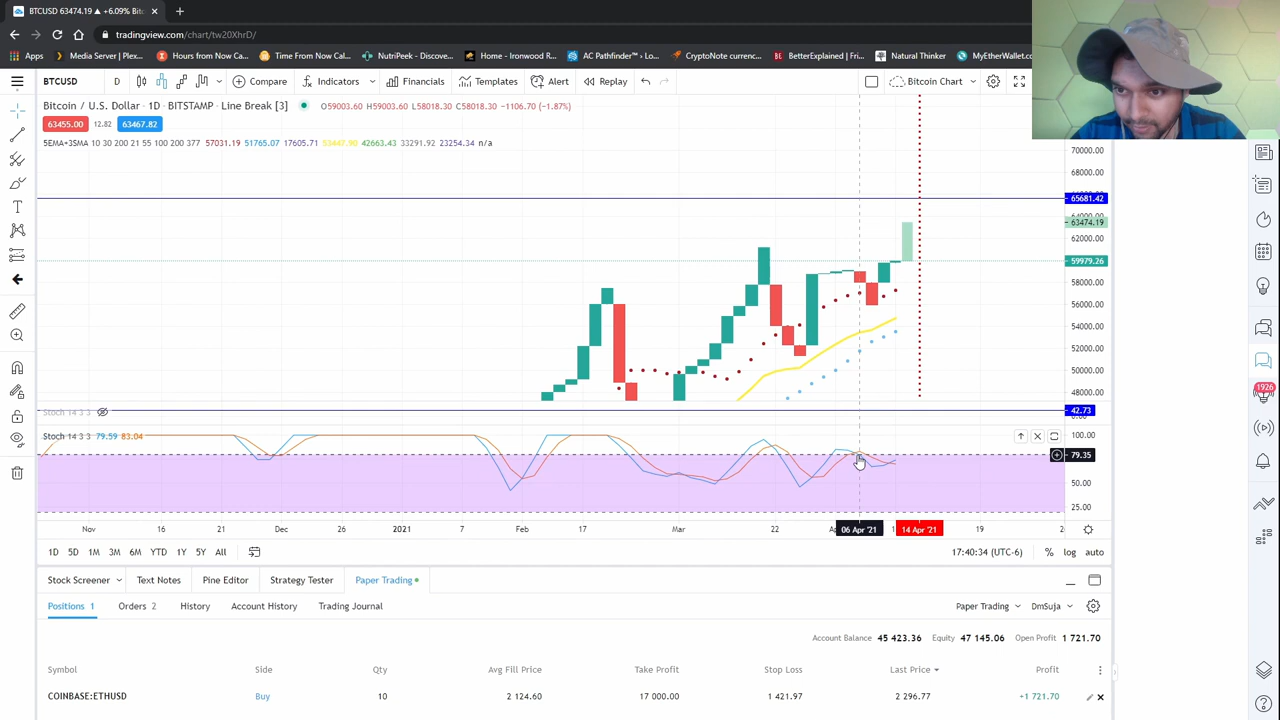 BTCUSD 63474.19 ▲ +6.09% Bitc
tradingview.com/chart/tw20XhrD/
Apps Media Server | Plex... Hours from Now Cal... Time From Now Cal... NutriPeek - Discove... Home - Ironwood R... AC Pathfinder™ › Lo... CryptoNote currenc... BetterExplained | Fri... Natural Thinker MyEtherWallet.co
BTCUSD D Compare Indicators Financials Templates Alert Replay Bitcoin Chart
Bitcoin / U.S. Dollar · 1D · BITSTAMP · Line Break [3] O59003.60 H59003.60 L58018.30 C58018.30 −1106.70 (−1.87%)
63455.00 12.82 63467.82
5EMA+3SMA 10 30 200 21 55 100 200 377 57031.19 51765.07 17605.71 53447.90 42663.43 33291.92 23254.34 n/a
70000.00
68000.00
65681.42
64000.00
63474.19
62000.00
59979.26
58000.00
56000.00
54000.00
52000.00
50000.00
48000.00
Stoch 14 3 3 42.73
Stoch 14 3 3 79.59 83.04 100.00
79.35
50.00
25.00
Nov 16 21 Dec 26 2021 7 Feb 17 Mar 22 06 Apr '21 14 Apr '21 19
1D 5D 1M 3M 6M YTD 1Y 5Y All 17:40:34 (UTC-6) % log auto
Stock Screener Text Notes Pine Editor Strategy Tester Paper Trading
Positions 1 Orders 2 History Account History Trading Journal Paper Trading DmSuja
Account Balance 45 423.36 Equity 47 145.06 Open Profit 1 721.70
Symbol Side Qty Avg Fill Price Take Profit Stop Loss Last Price Profit
COINBASE:ETHUSD Buy 10 2 124.60 17 000.00 1 421.97 2 296.77 +1 721.70
1926